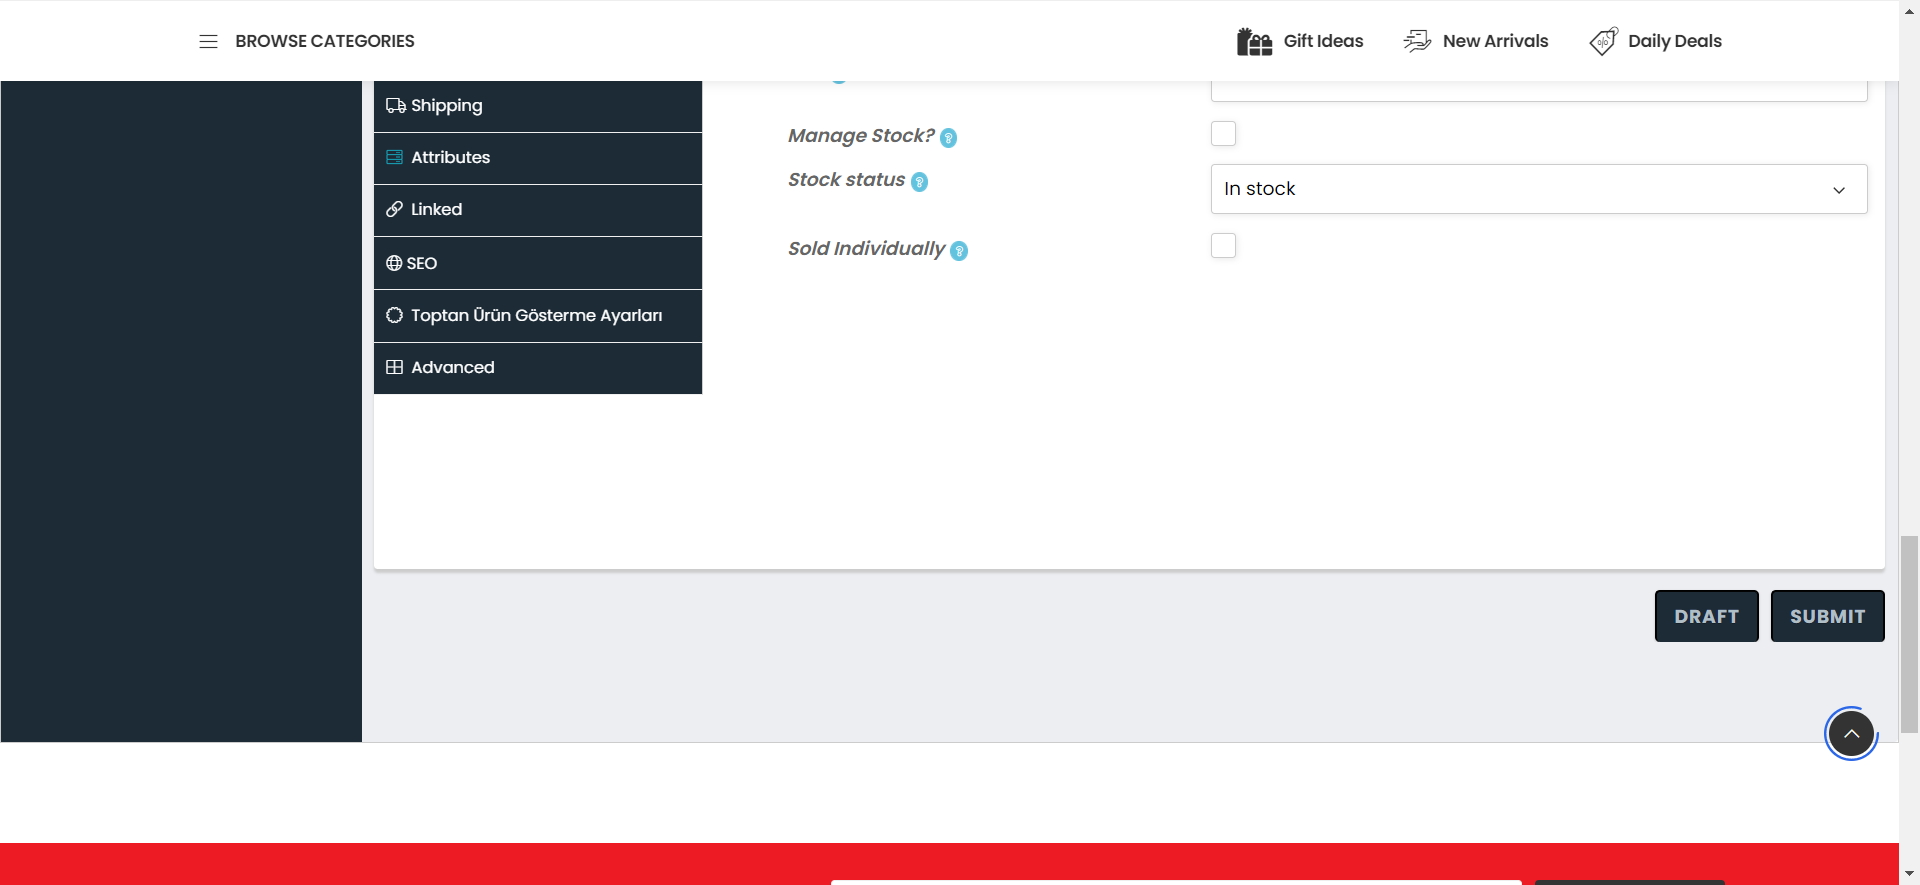 BROWSE CATEGORIES
Gift Ideas
New Arrivals
Daily Deals
Shipping
Attributes
Linked
SEO
Toptan Ürün Gösterme Ayarları
Advanced
Manage Stock?
Stock status
In stock
Sold Individually
DRAFT
SUBMIT